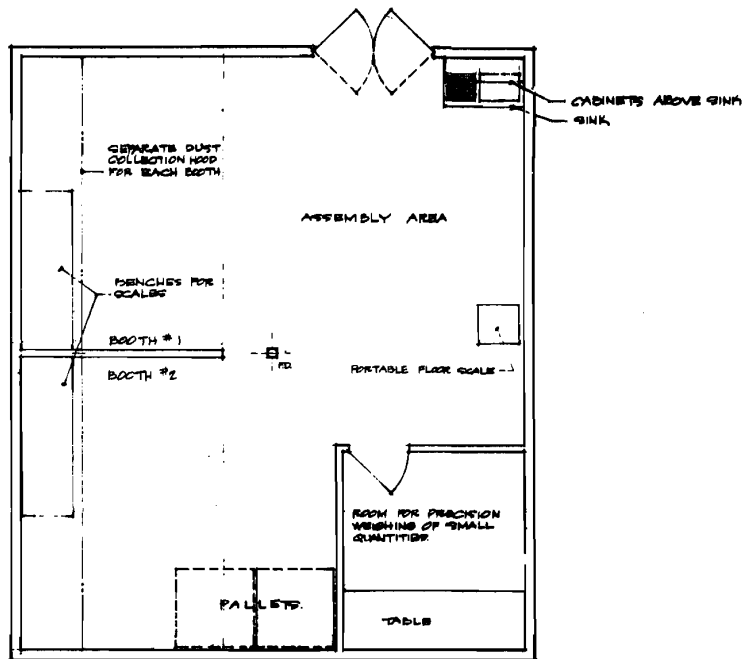 CABINETS ABOVE SINK
SINK
SEPARATE DUST
COLLECTION HOOD
FOR EACH BOOTH
ASSEMBLY AREA
BENCHES FOR
SCALES
BOOTH #1
F.D.
BOOTH #2
PORTABLE FLOOR SCALE
ROOM FOR PRECISION
WEIGHING OF SMALL
QUANTITIES.
PALLETS.
TABLE